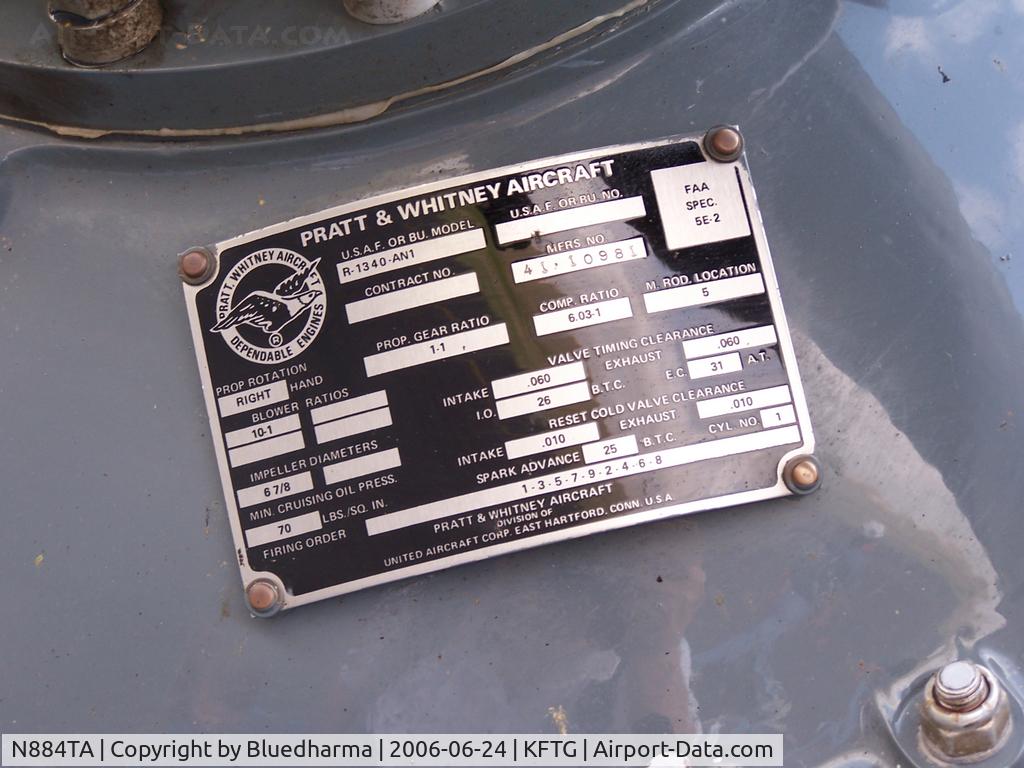 AIRPORT-DATA.COM
PRATT & WHITNEY AIRCRAFT
PRATT & WHITNEY AIRCRAFT
DEPENDABLE ENGINES
®
U.S.A.F. OR BU. MODEL
R-1340-AN1
U.S.A.F. OR BU. NO.
FAA
SPEC.
5E-2
CONTRACT NO.
MFRS NO.
41-10981
PROP. GEAR RATIO
1-1
COMP. RATIO
6.03-1
M. ROD. LOCATION
5
PROP ROTATION
RIGHT HAND
BLOWER RATIOS
10-1
IMPELLER DIAMETERS
6 7/8
MIN. CRUISING OIL PRESS.
70 LBS./SQ. IN.
VALVE TIMING CLEARANCE
INTAKE .060 EXHAUST .060
I.O. 26 B.T.C. E.C. 31 A.T.
RESET COLD VALVE CLEARANCE
INTAKE .010 EXHAUST .010
SPARK ADVANCE 25 B.T.C. CYL. NO. 1
FIRING ORDER 1-3-5-7-9-2-4-6-8
PRATT & WHITNEY AIRCRAFT
DIVISION OF
UNITED AIRCRAFT CORP. EAST HARTFORD. CONN. U.S.A.
N884TA | Copyright by Bluedharma | 2006-06-24 | KFTG | Airport-Data.com